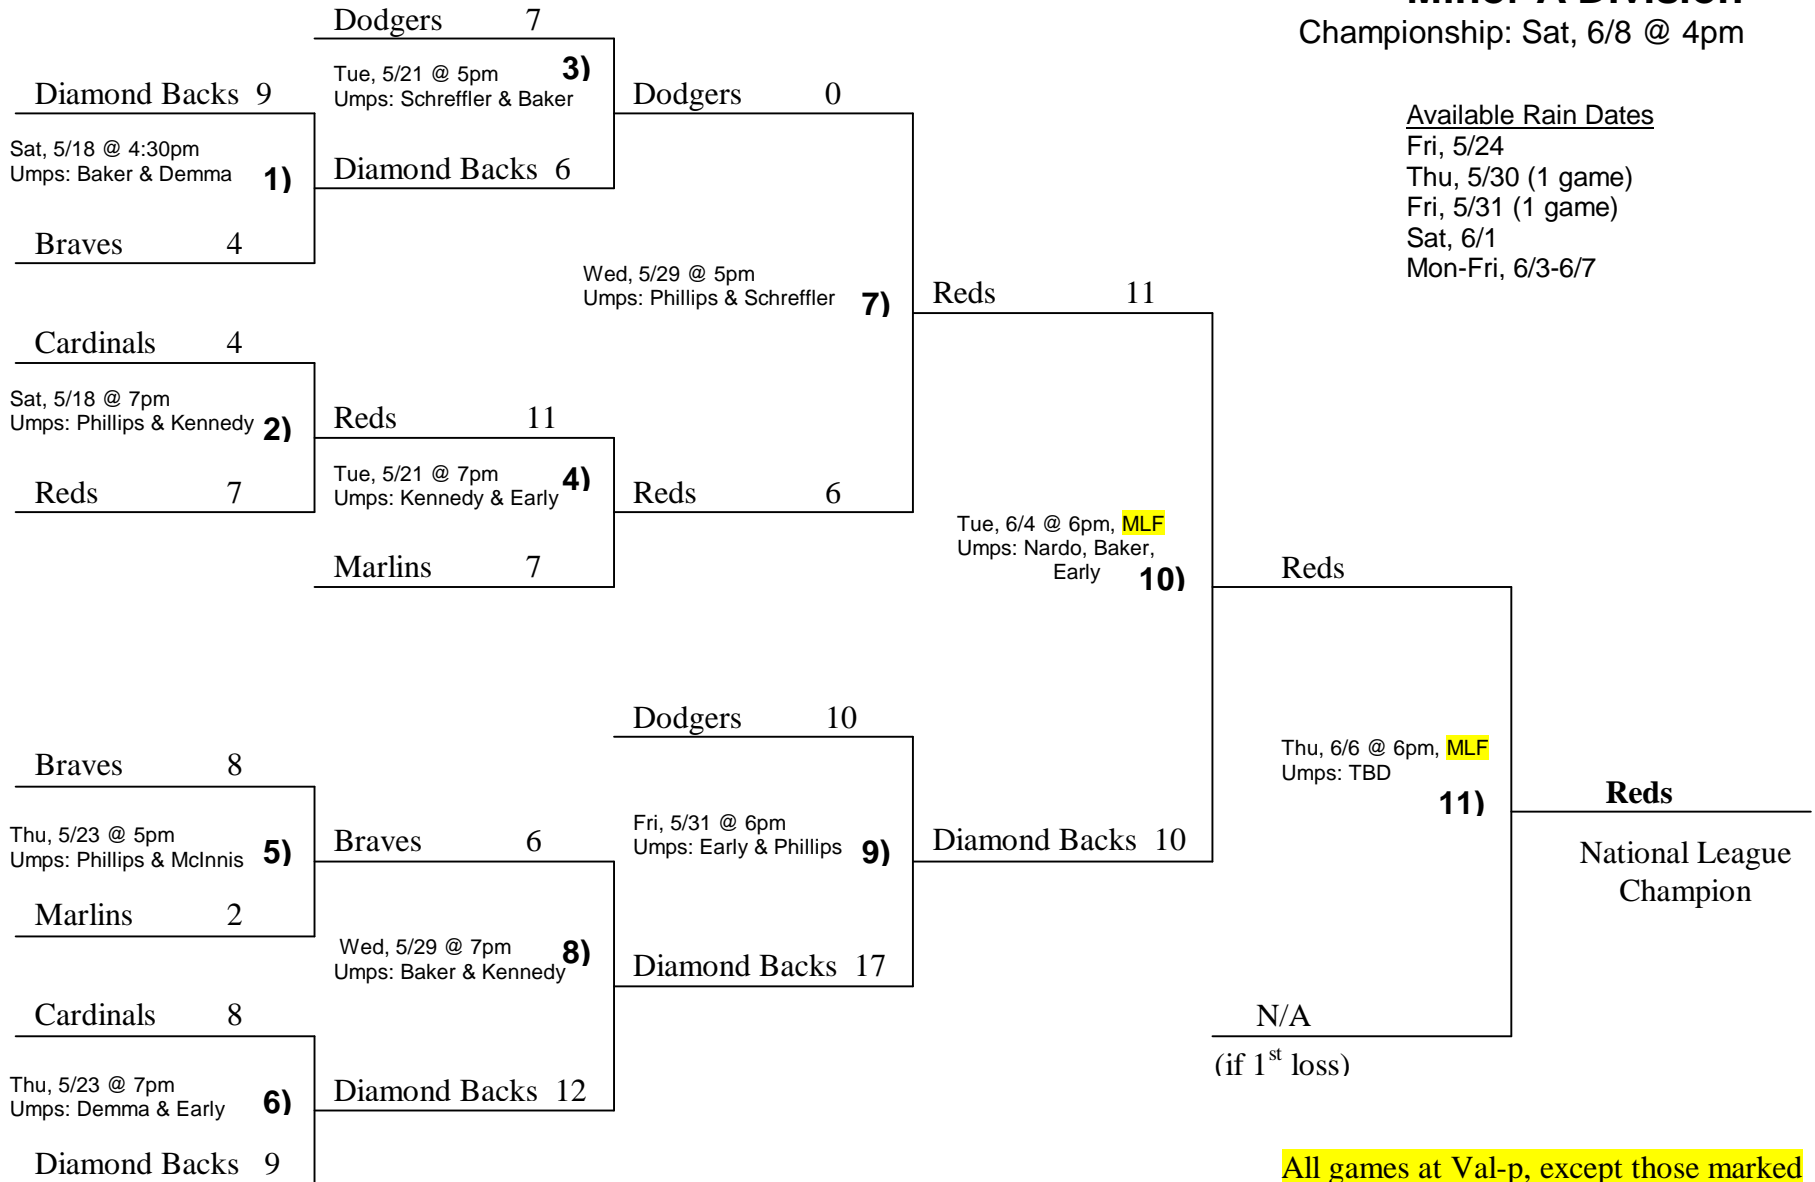 Minor A Division
Championship: Sat, 6/8 @ 4pm
Available Rain Dates
Fri, 5/24
Thu, 5/30 (1 game)
Fri, 5/31 (1 game)
Sat, 6/1
Mon-Fri, 6/3-6/7
Dodgers 7
Tue, 5/21 @ 5pm 3)
Umps: Schreffler & Baker
Diamond Backs 6
Diamond Backs 9
Sat, 5/18 @ 4:30pm
Umps: Baker & Demma 1)
Braves 4
Dodgers 0
Wed, 5/29 @ 5pm
Umps: Phillips & Schreffler 7)
Reds 6
Cardinals 4
Sat, 5/18 @ 7pm
Umps: Phillips & Kennedy 2)
Reds 7
Reds 11
Tue, 5/21 @ 7pm 4)
Umps: Kennedy & Early
Marlins 7
Reds 11
Tue, 6/4 @ 6pm, MLF
Umps: Nardo, Baker,
Early 10)
Diamond Backs 10
Braves 8
Thu, 5/23 @ 5pm
Umps: Phillips & McInnis 5)
Marlins 2
Braves 6
Wed, 5/29 @ 7pm 8)
Umps: Baker & Kennedy
Diamond Backs 12
Cardinals 8
Thu, 5/23 @ 7pm
Umps: Demma & Early 6)
Diamond Backs 9
Dodgers 10
Fri, 5/31 @ 6pm
Umps: Early & Phillips 9)
Diamond Backs 17
Reds
Thu, 6/6 @ 6pm, MLF
Umps: TBD
11)
N/A
(if 1st loss)
Reds
National League
Champion
All games at Val-p, except those marked